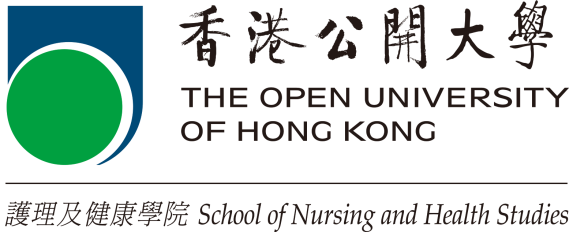 香港公開大學
THE OPEN UNIVERSITY
OF HONG KONG
護理及健康學院 School of Nursing and Health Studies